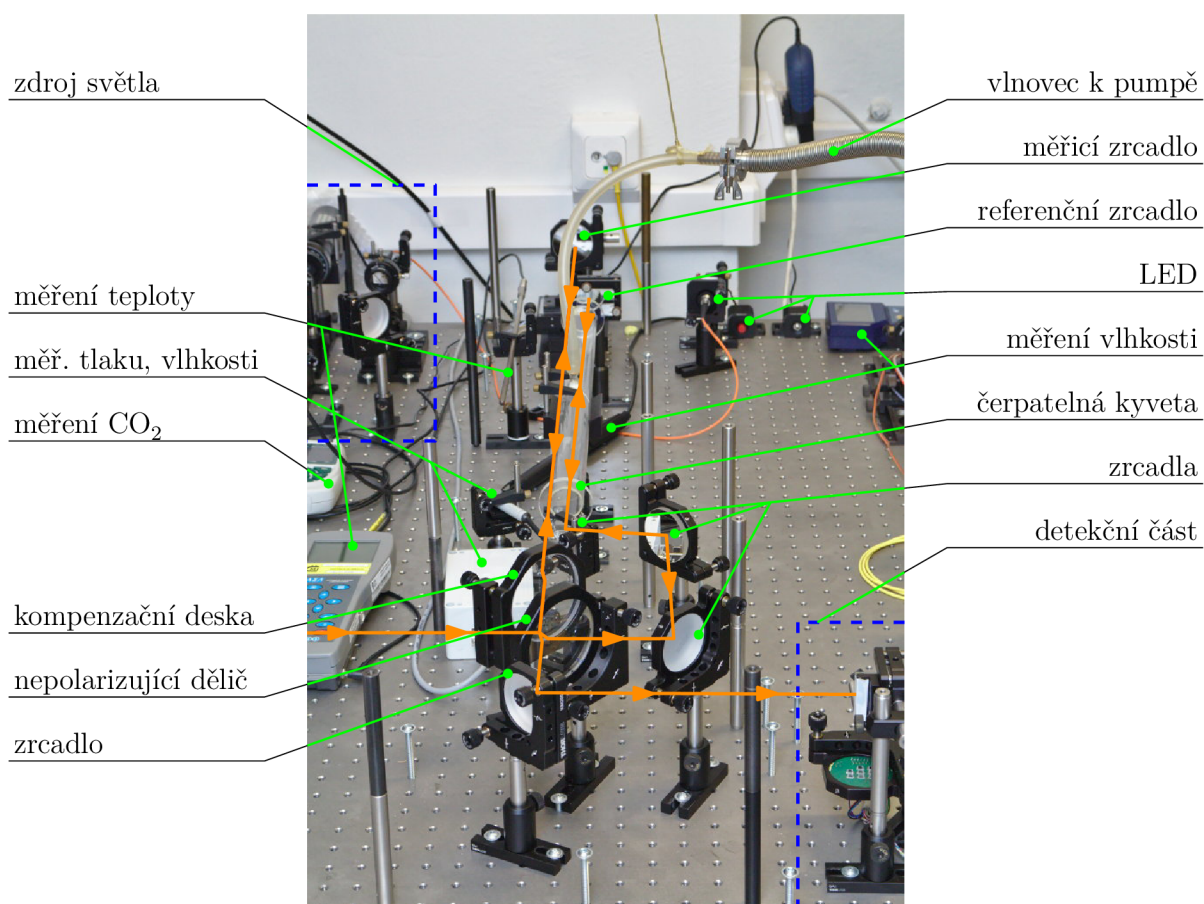 zdroj světla
měření teploty
měř. tlaku, vlhkosti
měření CO₂
kompenzační deska
nepolarizující dělič
zrcadlo
vlnovec k pumpě
měřicí zrcadlo
referenční zrcadlo
LED
měření vlhkosti
čerpatelná kyveta
zrcadla
detekční část